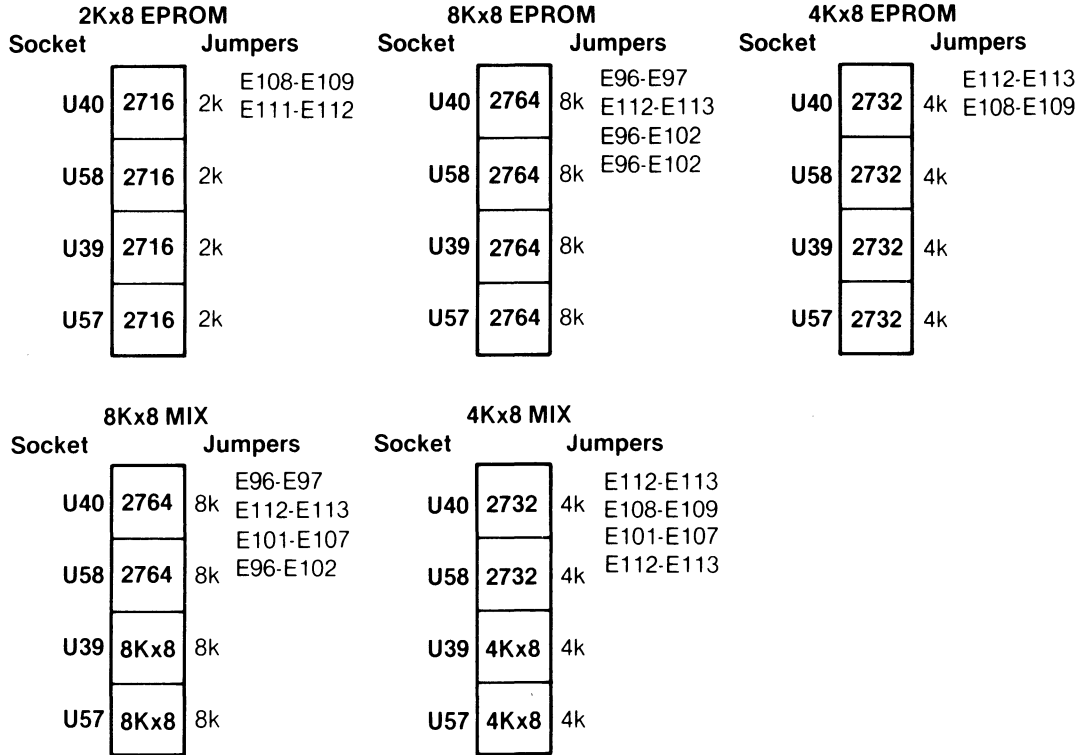 2Kx8 EPROM
Socket Jumpers
U40 2716 2k E108-E109
E111-E112
U58 2716 2k
U39 2716 2k
U57 2716 2k
8Kx8 EPROM
Socket Jumpers
U40 2764 8k E96-E97
E112-E113
E96-E102
U58 2764 8k E96-E102
U39 2764 8k
U57 2764 8k
4Kx8 EPROM
Socket Jumpers
U40 2732 4k E112-E113
E108-E109
U58 2732 4k
U39 2732 4k
U57 2732 4k
8Kx8 MIX
Socket Jumpers
U40 2764 8k E96-E97
E112-E113
E101-E107
U58 2764 8k E96-E102
U39 8Kx8 8k
U57 8Kx8 8k
4Kx8 MIX
Socket Jumpers
U40 2732 4k E112-E113
E108-E109
E101-E107
U58 2732 4k E112-E113
U39 4Kx8 4k
U57 4Kx8 4k